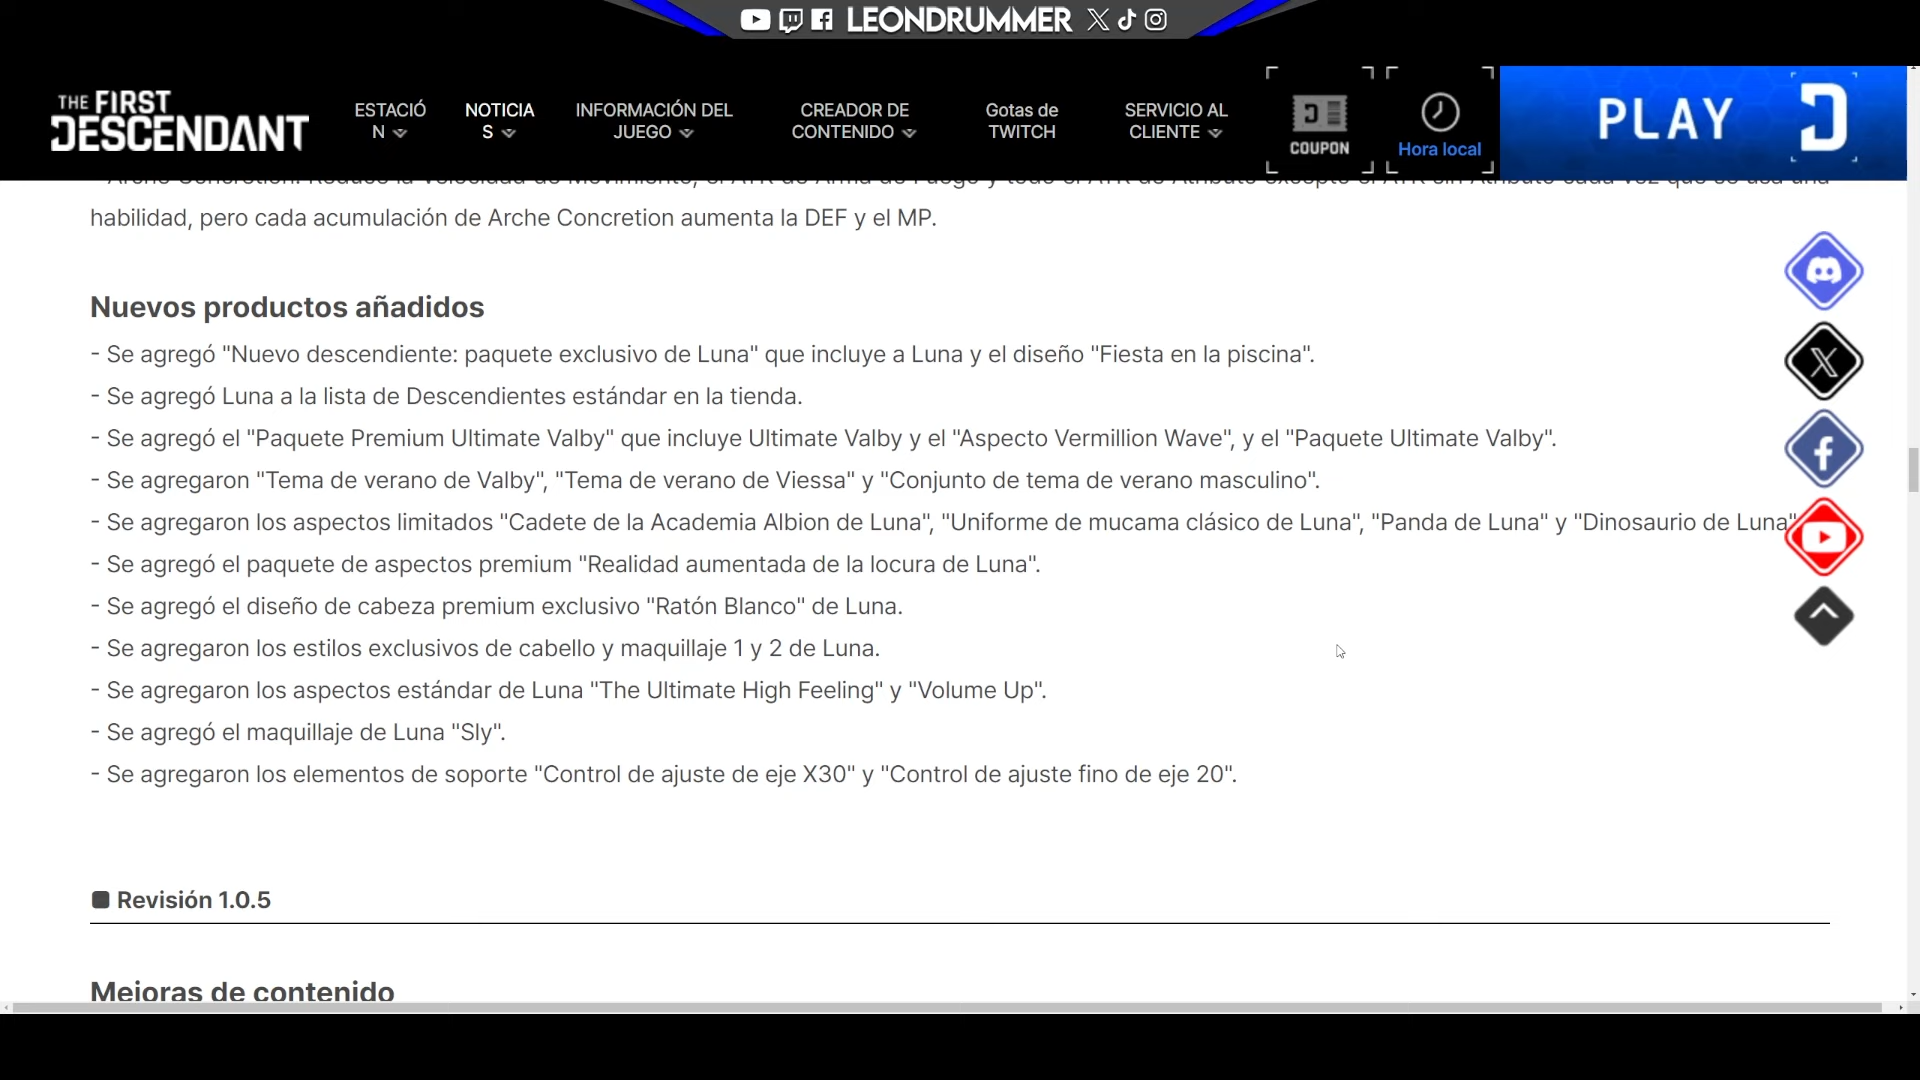 LEONDRUMMER
THE FIRST DESCENDANT
ESTACIÓN
NOTICIAS
INFORMACIÓN DEL JUEGO
CREADOR DE CONTENIDO
Gotas de TWITCH
SERVICIO AL CLIENTE
COUPON
Hora local
PLAY
Arche Concretion: Reduce la Velocidad de Movimiento, el ATK de Arma de Fuego y todo el ATK de Atributo excepto el ATK sin Atributo cada vez que se usa una
habilidad, pero cada acumulación de Arche Concretion aumenta la DEF y el MP.
Nuevos productos añadidos
- Se agregó "Nuevo descendiente: paquete exclusivo de Luna" que incluye a Luna y el diseño "Fiesta en la piscina".
- Se agregó Luna a la lista de Descendientes estándar en la tienda.
- Se agregó el "Paquete Premium Ultimate Valby" que incluye Ultimate Valby y el "Aspecto Vermillion Wave", y el "Paquete Ultimate Valby".
- Se agregaron "Tema de verano de Valby", "Tema de verano de Viessa" y "Conjunto de tema de verano masculino".
- Se agregaron los aspectos limitados "Cadete de la Academia Albion de Luna", "Uniforme de mucama clásico de Luna", "Panda de Luna" y "Dinosaurio de Luna"
- Se agregó el paquete de aspectos premium "Realidad aumentada de la locura de Luna".
- Se agregó el diseño de cabeza premium exclusivo "Ratón Blanco" de Luna.
- Se agregaron los estilos exclusivos de cabello y maquillaje 1 y 2 de Luna.
- Se agregaron los aspectos estándar de Luna "The Ultimate High Feeling" y "Volume Up".
- Se agregó el maquillaje de Luna "Sly".
- Se agregaron los elementos de soporte "Control de ajuste de eje X30" y "Control de ajuste fino de eje 20".
Revisión 1.0.5
Mejoras de contenido